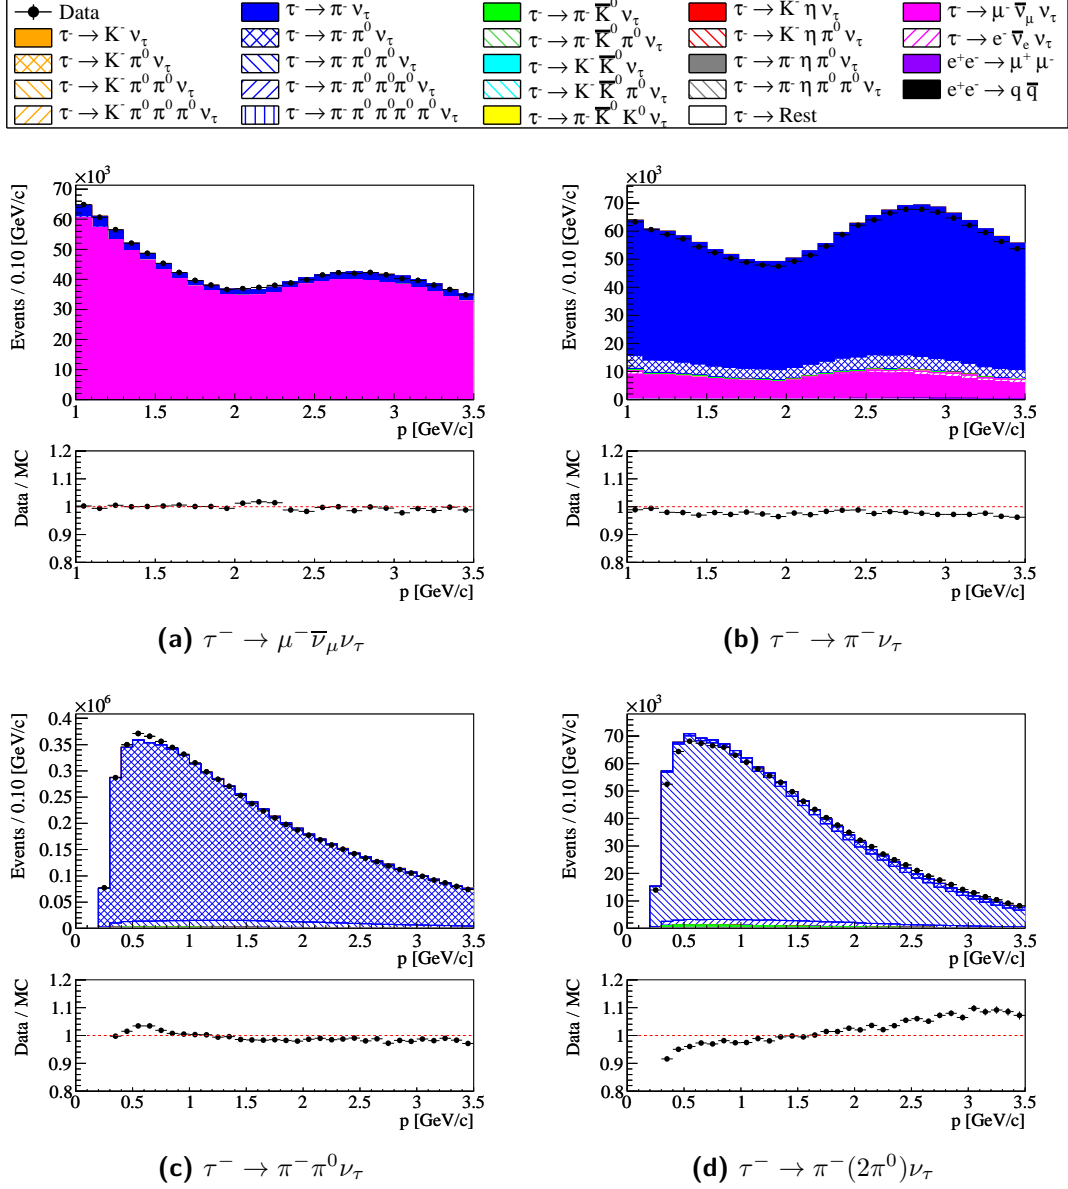 Data
τ⁻ → K⁻ ν_τ
τ⁻ → K⁻ π⁰ ν_τ
τ⁻ → K⁻ π⁰ π⁰ ν_τ
τ⁻ → K⁻ π⁰ π⁰ π⁰ ν_τ
τ⁻ → π⁻ ν_τ
τ⁻ → π⁻ π⁰ ν_τ
τ⁻ → π⁻ π⁰ π⁰ ν_τ
τ⁻ → π⁻ π⁰ π⁰ π⁰ ν_τ
τ⁻ → π⁻ π⁰ π⁰ π⁰ π⁰ ν_τ
τ⁻ → π⁻ K̅⁰ ν_τ
τ⁻ → π⁻ K̅⁰ π⁰ ν_τ
τ⁻ → K⁻ K̅⁰ ν_τ
τ⁻ → K⁻ K̅⁰ π⁰ ν_τ
τ⁻ → π⁻ K̅⁰ K⁰ ν_τ
τ⁻ → K⁻ η ν_τ
τ⁻ → K⁻ η π⁰ ν_τ
τ⁻ → π⁻ η π⁰ ν_τ
τ⁻ → π⁻ η π⁰ π⁰ ν_τ
τ⁻ → Rest
τ⁻ → μ⁻ ν̅_μ ν_τ
τ⁻ → e⁻ ν̅_e ν_τ
e⁺e⁻ → μ⁺ μ⁻
e⁺e⁻ → q q̅
×10³
Events / 0.10 [GeV/c]
70
60
50
40
30
20
10
0
1 1.5 2 2.5 3 3.5
p [GeV/c]
Data / MC
1.2
1.1
1
0.9
0.8
1 1.5 2 2.5 3 3.5
p [GeV/c]
(a) τ⁻ → μ⁻ν̅_μν_τ
×10³
Events / 0.10 [GeV/c]
70
60
50
40
30
20
10
0
1 1.5 2 2.5 3 3.5
p [GeV/c]
Data / MC
1.2
1.1
1
0.9
0.8
1 1.5 2 2.5 3 3.5
p [GeV/c]
(b) τ⁻ → π⁻ν_τ
×10⁶
Events / 0.10 [GeV/c]
0.4
0.35
0.3
0.25
0.2
0.15
0.1
0.05
0
0 0.5 1 1.5 2 2.5 3 3.5
p [GeV/c]
Data / MC
1.2
1.1
1
0.9
0.8
0 0.5 1 1.5 2 2.5 3 3.5
p [GeV/c]
(c) τ⁻ → π⁻π⁰ν_τ
×10³
Events / 0.10 [GeV/c]
70
60
50
40
30
20
10
0
0 0.5 1 1.5 2 2.5 3 3.5
p [GeV/c]
Data / MC
1.2
1.1
1
0.9
0.8
0 0.5 1 1.5 2 2.5 3 3.5
p [GeV/c]
(d) τ⁻ → π⁻(2π⁰)ν_τ